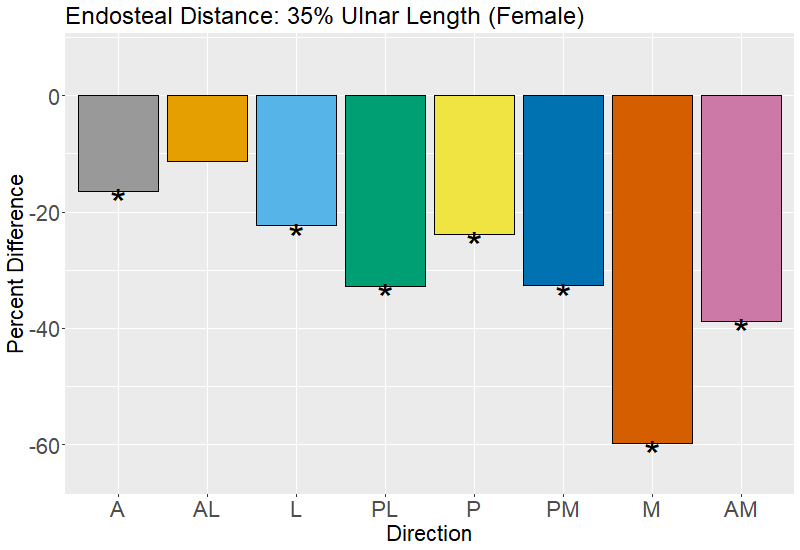 Endosteal Distance: 35% Ulnar Length (Female)
Percent Difference
0
-20
-40
-60
* * * * * * *
A AL L PL P PM M AM
Direction